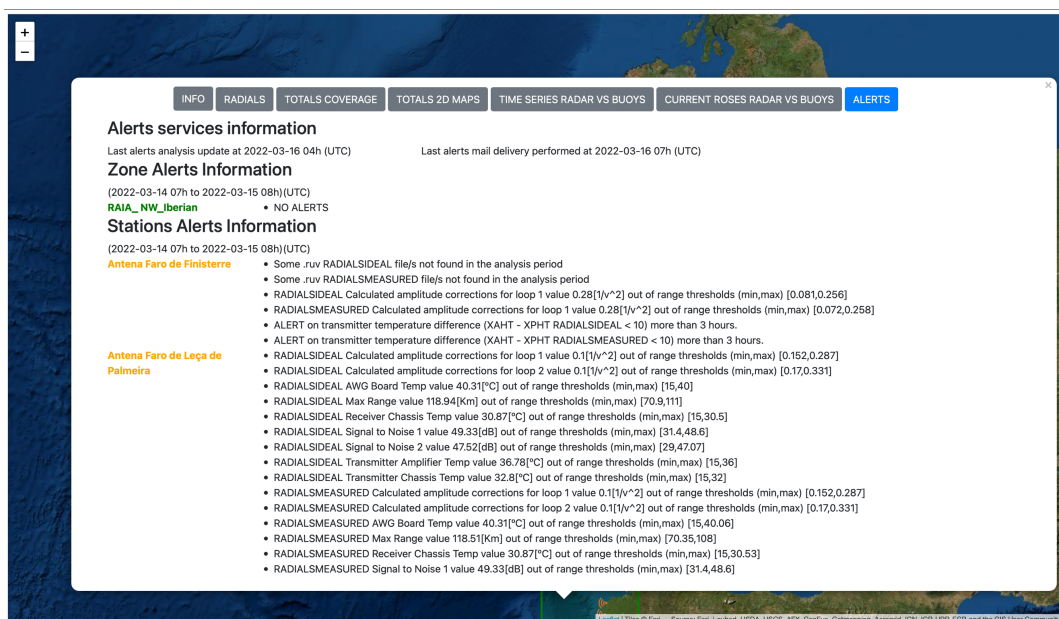 +
−
×
INFO RADIALS TOTALS COVERAGE TOTALS 2D MAPS TIME SERIES RADAR VS BUOYS CURRENT ROSES RADAR VS BUOYS ALERTS
Alerts services information
Last alerts analysis update at 2022-03-16 04h (UTC) Last alerts mail delivery performed at 2022-03-16 07h (UTC)
Zone Alerts Information
(2022-03-14 07h to 2022-03-15 08h)(UTC)
RAIA_ NW_Iberian • NO ALERTS
Stations Alerts Information
(2022-03-14 07h to 2022-03-15 08h)(UTC)
Antena Faro de Finisterre • Some .ruv RADIALSIDEAL file/s not found in the analysis period
• Some .ruv RADIALSMEASURED file/s not found in the analysis period
• RADIALSIDEAL Calculated amplitude corrections for loop 1 value 0.28[1/v^2] out of range thresholds (min,max) [0.081,0.256]
• RADIALSMEASURED Calculated amplitude corrections for loop 1 value 0.28[1/v^2] out of range thresholds (min,max) [0.072,0.258]
• ALERT on transmitter temperature difference (XAHT - XPHT RADIALSIDEAL < 10) more than 3 hours.
• ALERT on transmitter temperature difference (XAHT - XPHT RADIALSMEASURED < 10) more than 3 hours.
Antena Faro de Leça de • RADIALSIDEAL Calculated amplitude corrections for loop 1 value 0.1[1/v^2] out of range thresholds (min,max) [0.152,0.287]
Palmeira • RADIALSIDEAL Calculated amplitude corrections for loop 2 value 0.1[1/v^2] out of range thresholds (min,max) [0.17,0.331]
• RADIALSIDEAL AWG Board Temp value 40.31[ºC] out of range thresholds (min,max) [15,40]
• RADIALSIDEAL Max Range value 118.94[Km] out of range thresholds (min,max) [70.9,111]
• RADIALSIDEAL Receiver Chassis Temp value 30.87[ºC] out of range thresholds (min,max) [15,30.5]
• RADIALSIDEAL Signal to Noise 1 value 49.33[dB] out of range thresholds (min,max) [31.4,48.6]
• RADIALSIDEAL Signal to Noise 2 value 47.52[dB] out of range thresholds (min,max) [29,47.07]
• RADIALSIDEAL Transmitter Amplifier Temp value 36.78[ºC] out of range thresholds (min,max) [15,36]
• RADIALSIDEAL Transmitter Chassis Temp value 32.8[ºC] out of range thresholds (min,max) [15,32]
• RADIALSMEASURED Calculated amplitude corrections for loop 1 value 0.1[1/v^2] out of range thresholds (min,max) [0.152,0.287]
• RADIALSMEASURED Calculated amplitude corrections for loop 2 value 0.1[1/v^2] out of range thresholds (min,max) [0.17,0.331]
• RADIALSMEASURED AWG Board Temp value 40.31[ºC] out of range thresholds (min,max) [15,40.06]
• RADIALSMEASURED Max Range value 118.51[Km] out of range thresholds (min,max) [70.35,108]
• RADIALSMEASURED Receiver Chassis Temp value 30.87[ºC] out of range thresholds (min,max) [15,30.53]
• RADIALSMEASURED Signal to Noise 1 value 49.33[dB] out of range thresholds (min,max) [31.4,48.6]